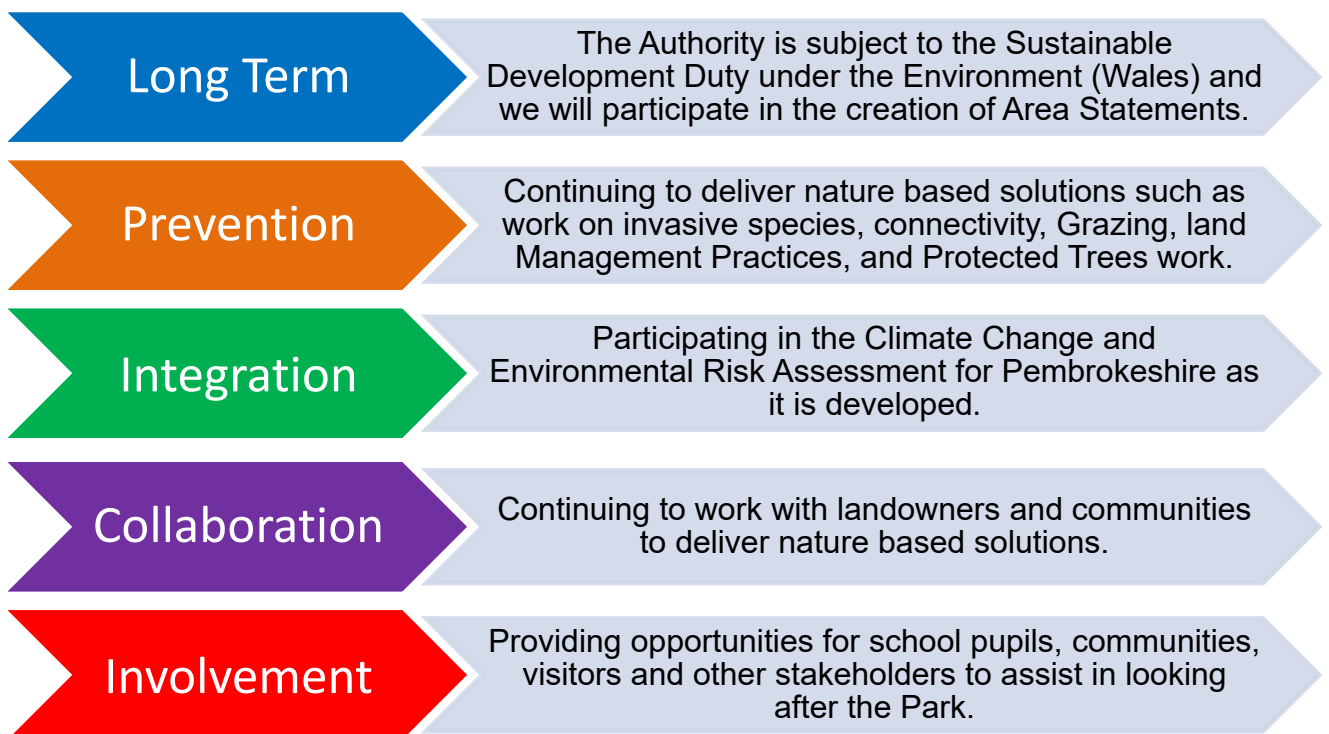 Long Term
The Authority is subject to the Sustainable
Development Duty under the Environment (Wales) and
we will participate in the creation of Area Statements.
Prevention
Continuing to deliver nature based solutions such as
work on invasive species, connectivity, Grazing, land
Management Practices, and Protected Trees work.
Integration
Participating in the Climate Change and
Environmental Risk Assessment for Pembrokeshire as
it is developed.
Collaboration
Continuing to work with landowners and communities
to deliver nature based solutions.
Involvement
Providing opportunities for school pupils, communities,
visitors and other stakeholders to assist in looking
after the Park.